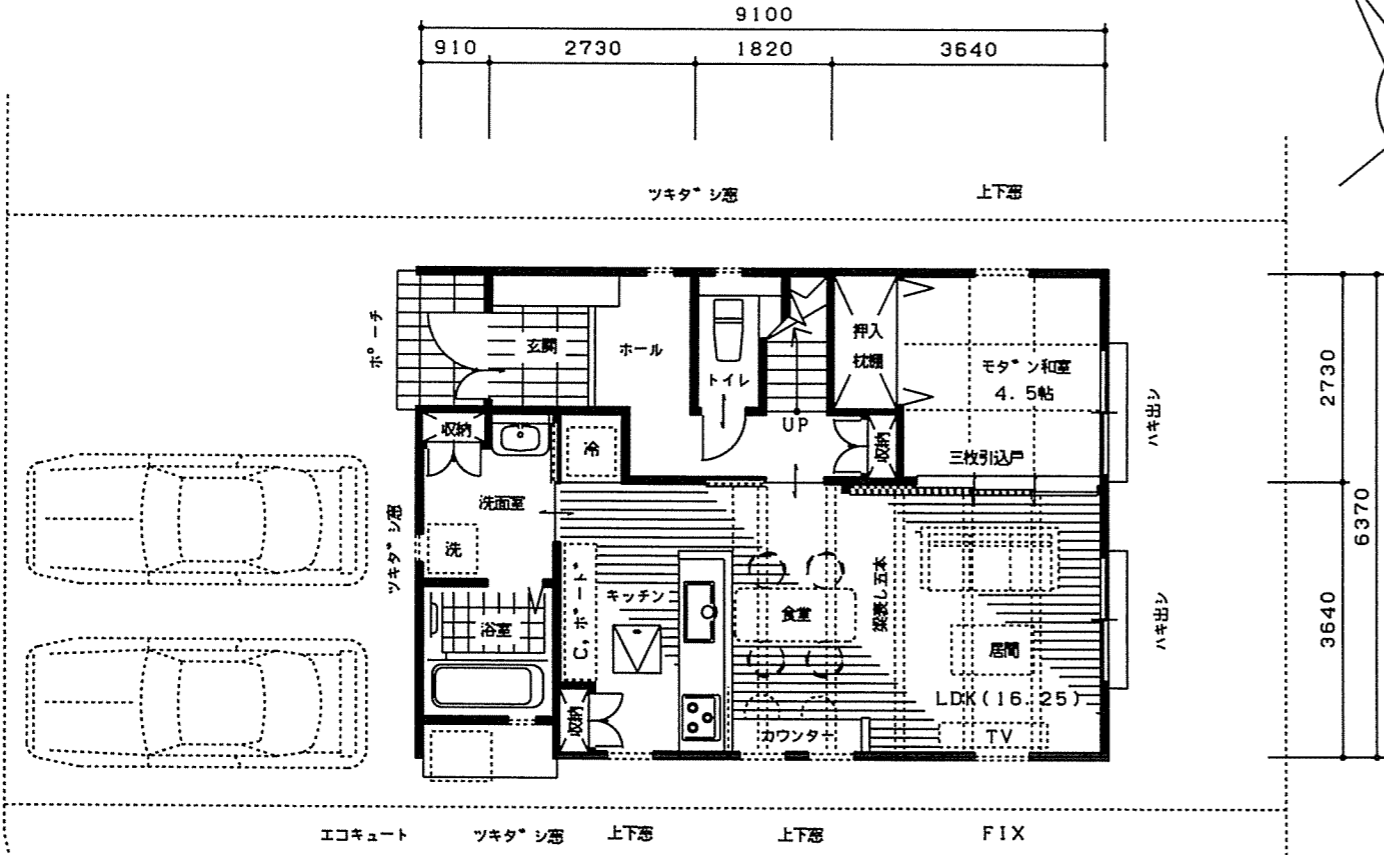 9100
910
2730
1820
3640
ツキダシ窓
上下窓
ポーチ
玄関
ホール
トイレ
UP
押入
枕棚
モダン和室
4.5帖
ハキ出シ
2730
6370
3640
収納
冷
収納
三枚引込戸
洗面室
洗
ツキダシ窓
浴室
C.ボード
キッチン
食堂
梁表し五本
居間
LDK(16.25)
TV
ハキ出シ
収納
カウンター
エコキュート
ツキダシ窓
上下窓
上下窓
FIX